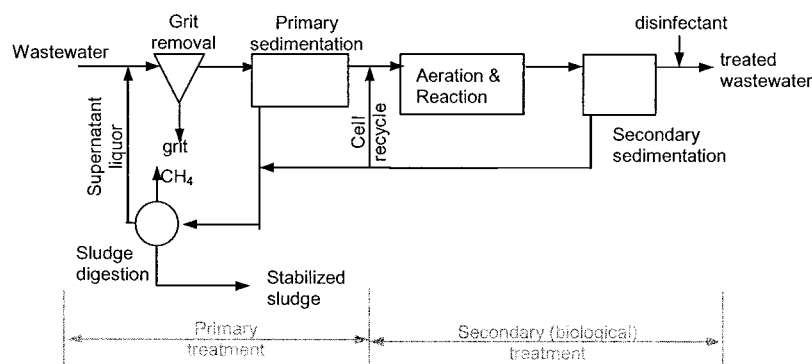 Wastewater
Grit
removal
Primary
sedimentation
Aeration &
Reaction
disinfectant
treated
wastewater
Secondary
sedimentation
Cell
recycle
Supernatant
liquor
grit
CH4
Sludge
digestion
Stabilized
sludge
Primary
treatment
Secondary (biological)
treatment